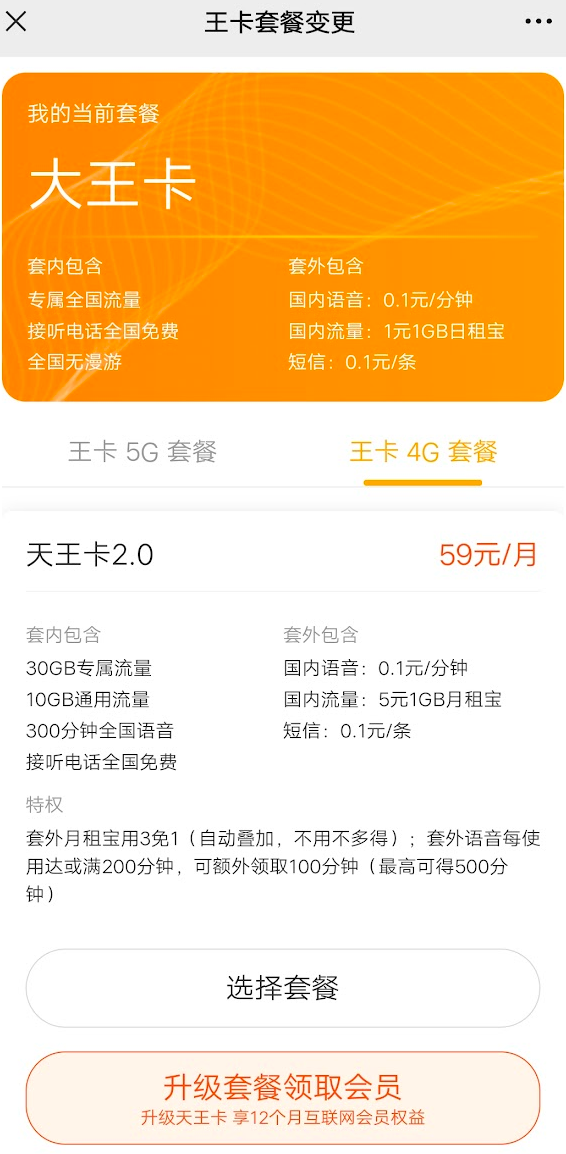 王卡套餐变更
我的当前套餐
大王卡
套内包含
专属全国流量
接听电话全国免费
全国无漫游
套外包含
国内语音：0.1元/分钟
国内流量：1元1GB日租宝
短信：0.1元/条
王卡 5G 套餐
王卡 4G 套餐
天王卡2.0
59元/月
套内包含
30GB专属流量
10GB通用流量
300分钟全国语音
接听电话全国免费
套外包含
国内语音：0.1元/分钟
国内流量：5元1GB月租宝
短信：0.1元/条
特权
套外月租宝用3免1（自动叠加，不用不多得）；套外语音每使
用达或满200分钟，可额外领取100分钟（最高可得500分
钟）
选择套餐
升级套餐领取会员
升级天王卡 享12个月互联网会员权益